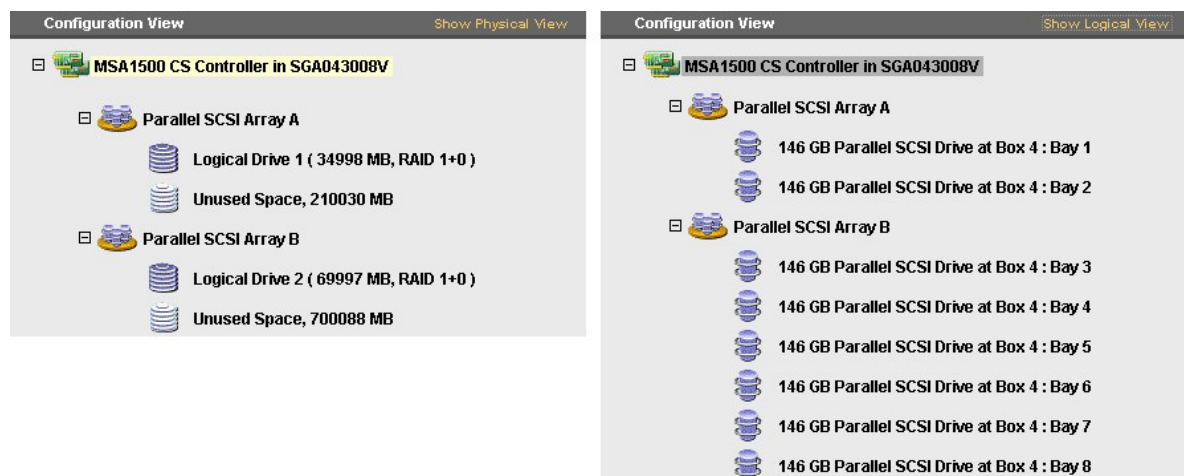 Configuration View
Show Physical View
MSA1500 CS Controller in SGA043008V
Parallel SCSI Array A
Logical Drive 1 ( 34998 MB, RAID 1+0 )
Unused Space, 210030 MB
Parallel SCSI Array B
Logical Drive 2 ( 69997 MB, RAID 1+0 )
Unused Space, 700088 MB
Configuration View
Show Logical View
MSA1500 CS Controller in SGA043008V
Parallel SCSI Array A
146 GB Parallel SCSI Drive at Box 4 : Bay 1
146 GB Parallel SCSI Drive at Box 4 : Bay 2
Parallel SCSI Array B
146 GB Parallel SCSI Drive at Box 4 : Bay 3
146 GB Parallel SCSI Drive at Box 4 : Bay 4
146 GB Parallel SCSI Drive at Box 4 : Bay 5
146 GB Parallel SCSI Drive at Box 4 : Bay 6
146 GB Parallel SCSI Drive at Box 4 : Bay 7
146 GB Parallel SCSI Drive at Box 4 : Bay 8